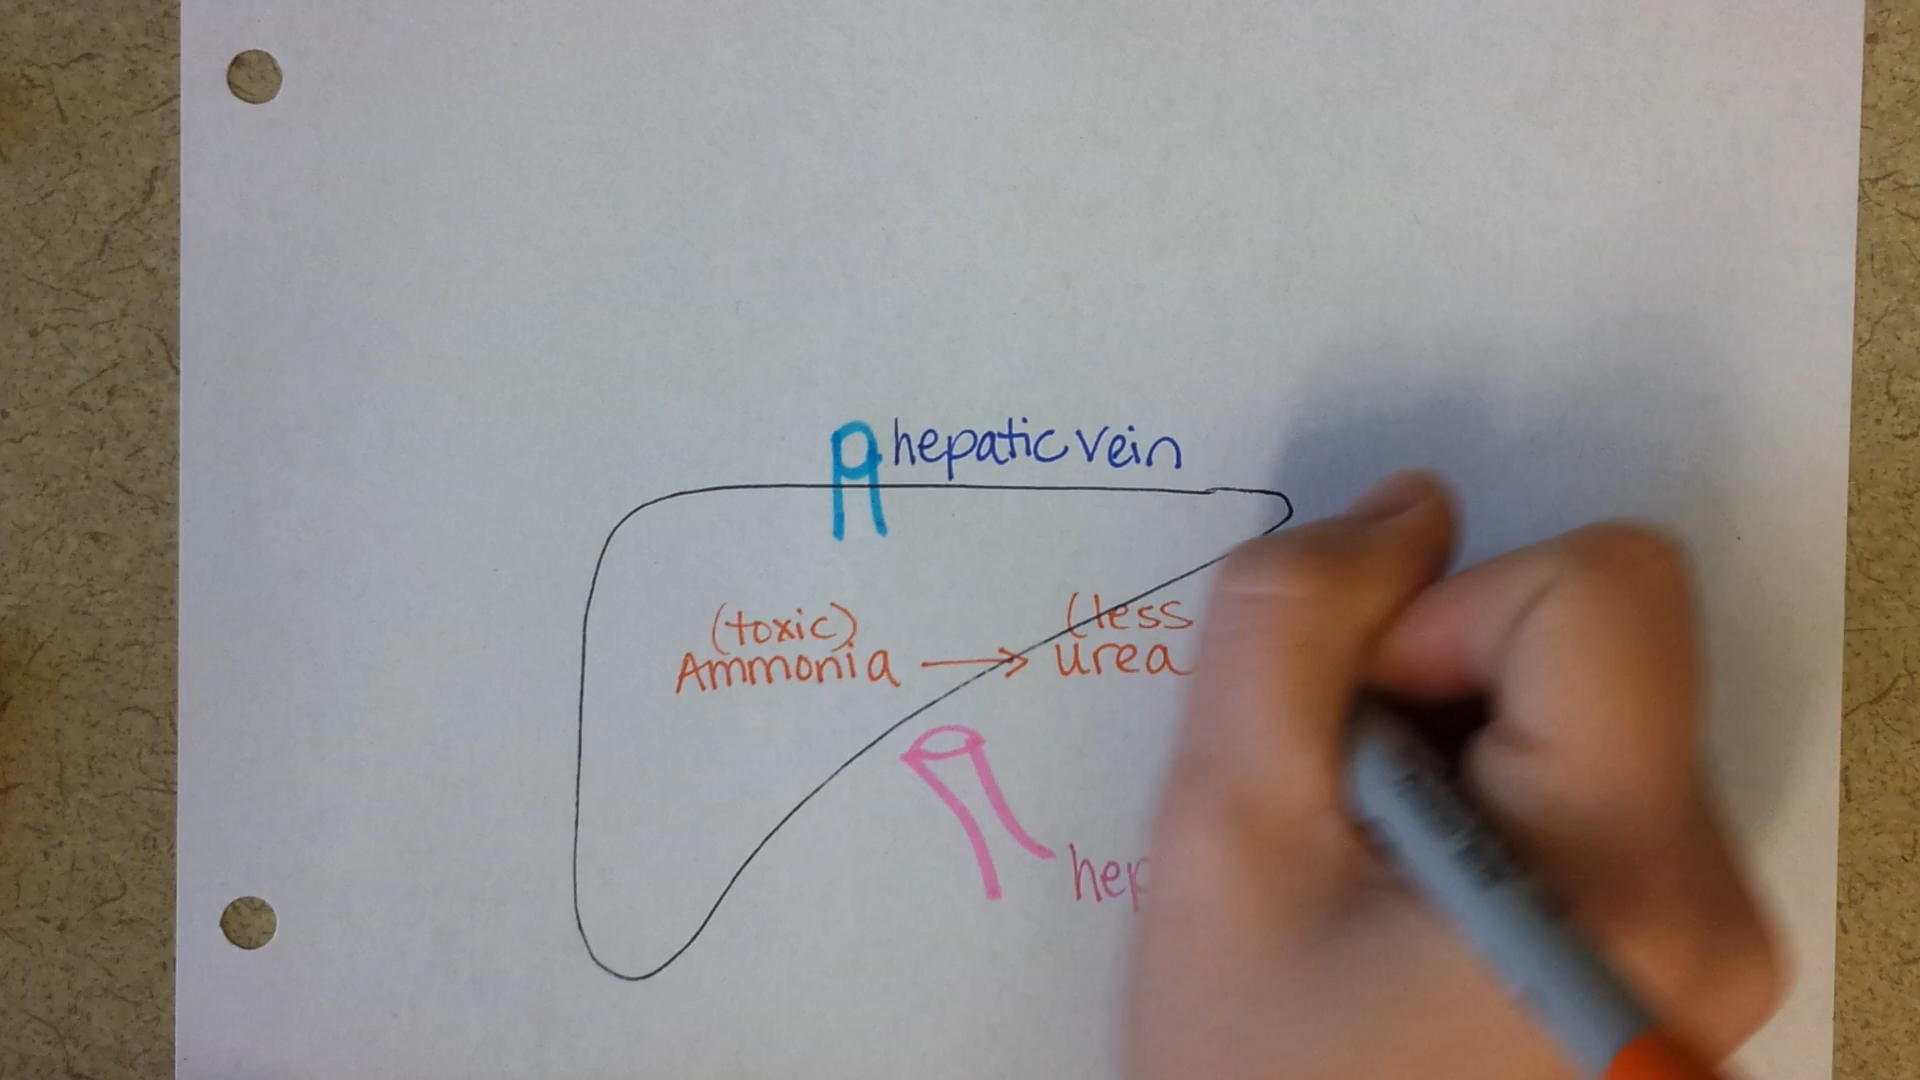 hepatic vein
(toxic)
Ammonia → urea
(less
hep